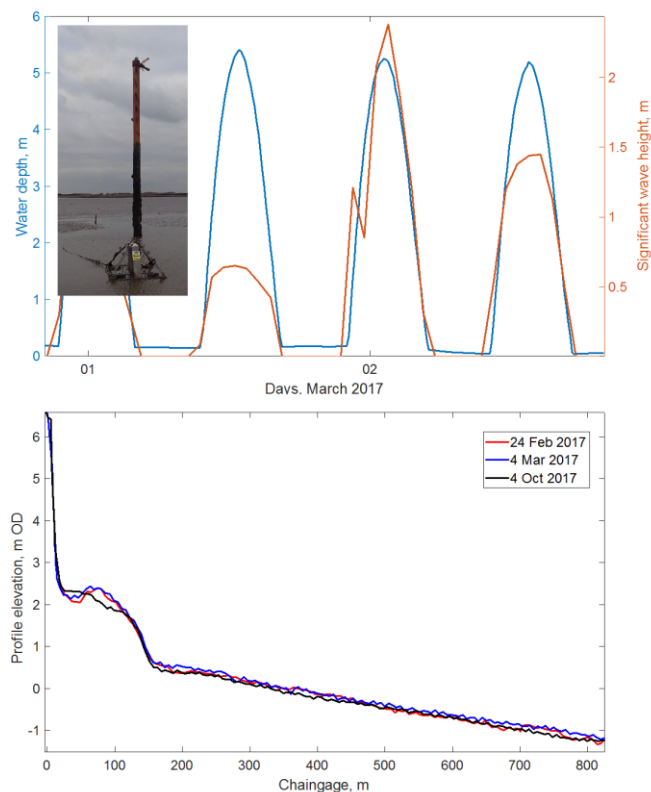 6
5
4
3
2
1
0
Water depth, m
2
1.5
1
0.5
Significant wave height, m
01
02
Days, March 2017
6
5
4
3
2
1
0
-1
Profile elevation, m OD
24 Feb 2017
4 Mar 2017
4 Oct 2017
0 100 200 300 400 500 600 700 800
Chaingage, m